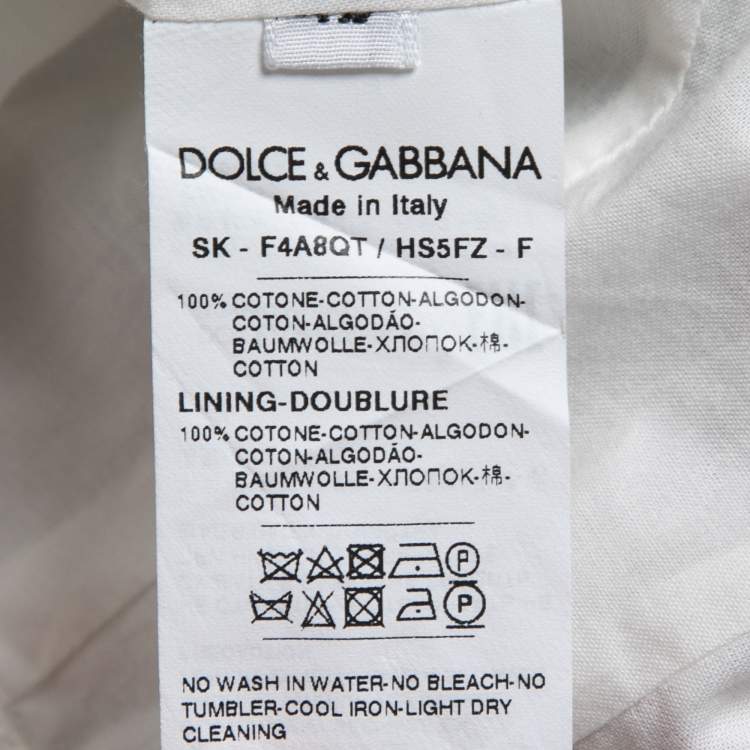 DOLCE & GABBANA
Made in Italy
SK - F4A8QT / HS5FZ - F
100% COTONE-COTTON-ALGODON-
COTON-ALGODÃO-
BAUMWOLLE-ХЛОПОК-棉-
COTTON
LINING-DOUBLURE
100% COTONE-COTTON-ALGODON-
COTON-ALGODÃO-
BAUMWOLLE-ХЛОПОК-棉-
COTTON
P
P
NO WASH IN WATER-NO BLEACH-NO
TUMBLER-COOL IRON-LIGHT DRY
CLEANING